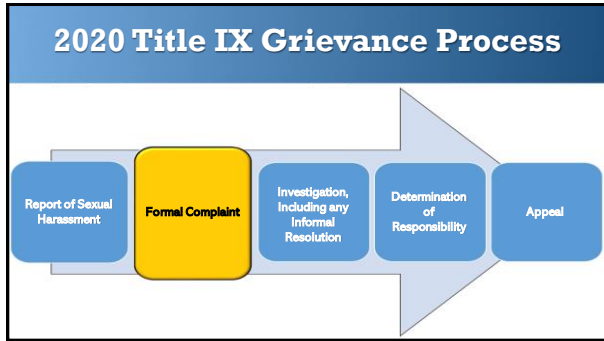 2020 Title IX Grievance Process
Report of Sexual
Harassment
Formal Complaint
Investigation,
Including any
Informal
Resolution
Determination
of
Responsibility
Appeal